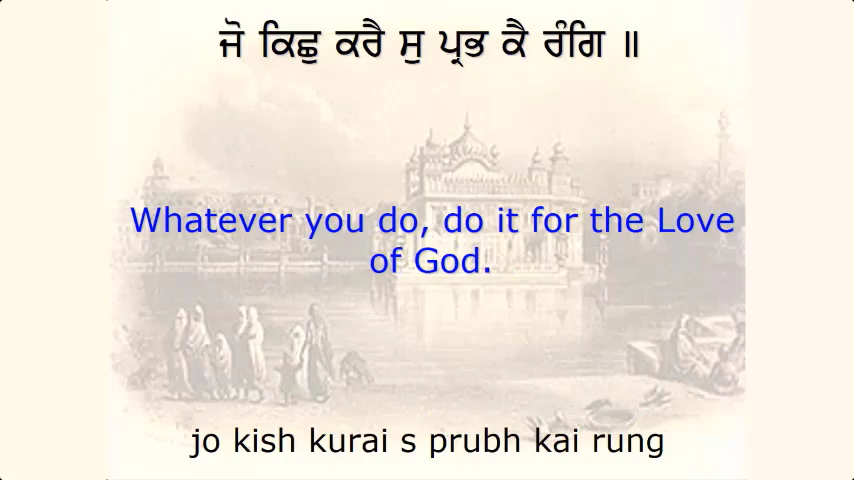 ਜੋ ਕਿਛੁ ਕਰੈ ਸੁ ਪ੍ਰਭ ਕੈ ਰੰਗਿ ॥
Whatever you do, do it for the Love
of God.
jo kish kurai s prubh kai rung